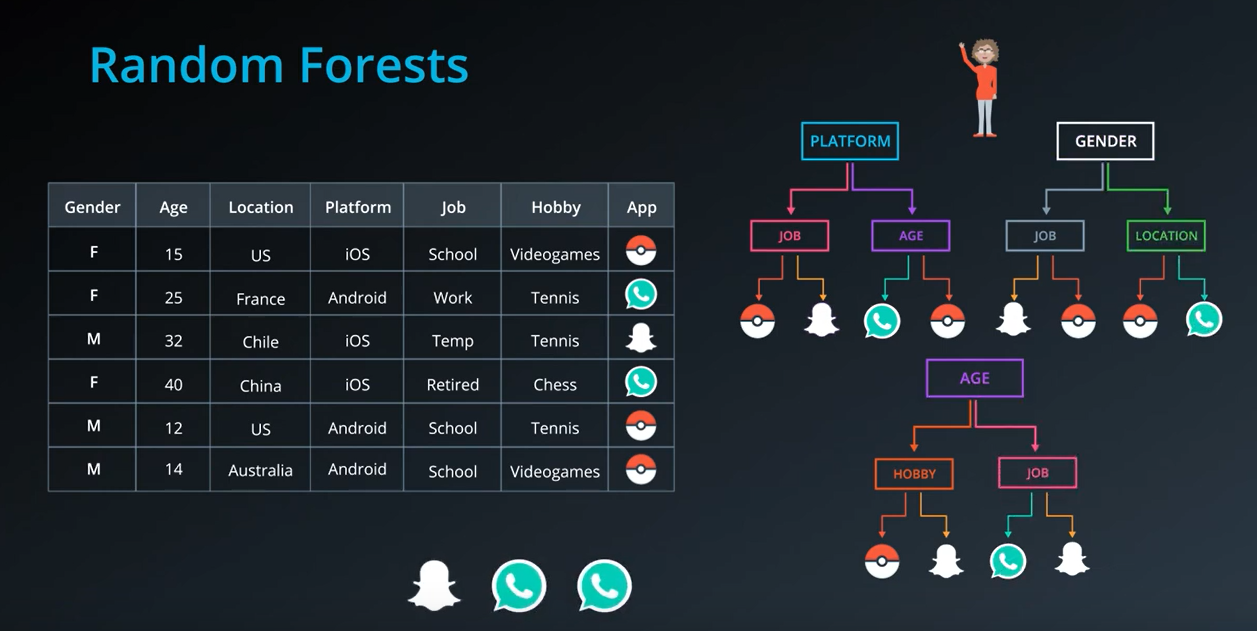 Random Forests
Gender Age Location Platform Job Hobby App
F 15 US iOS School Videogames
F 25 France Android Work Tennis
M 32 Chile iOS Temp Tennis
F 40 China iOS Retired Chess
M 12 US Android School Tennis
M 14 Australia Android School Videogames
PLATFORM GENDER
JOB AGE JOB LOCATION
AGE
HOBBY JOB